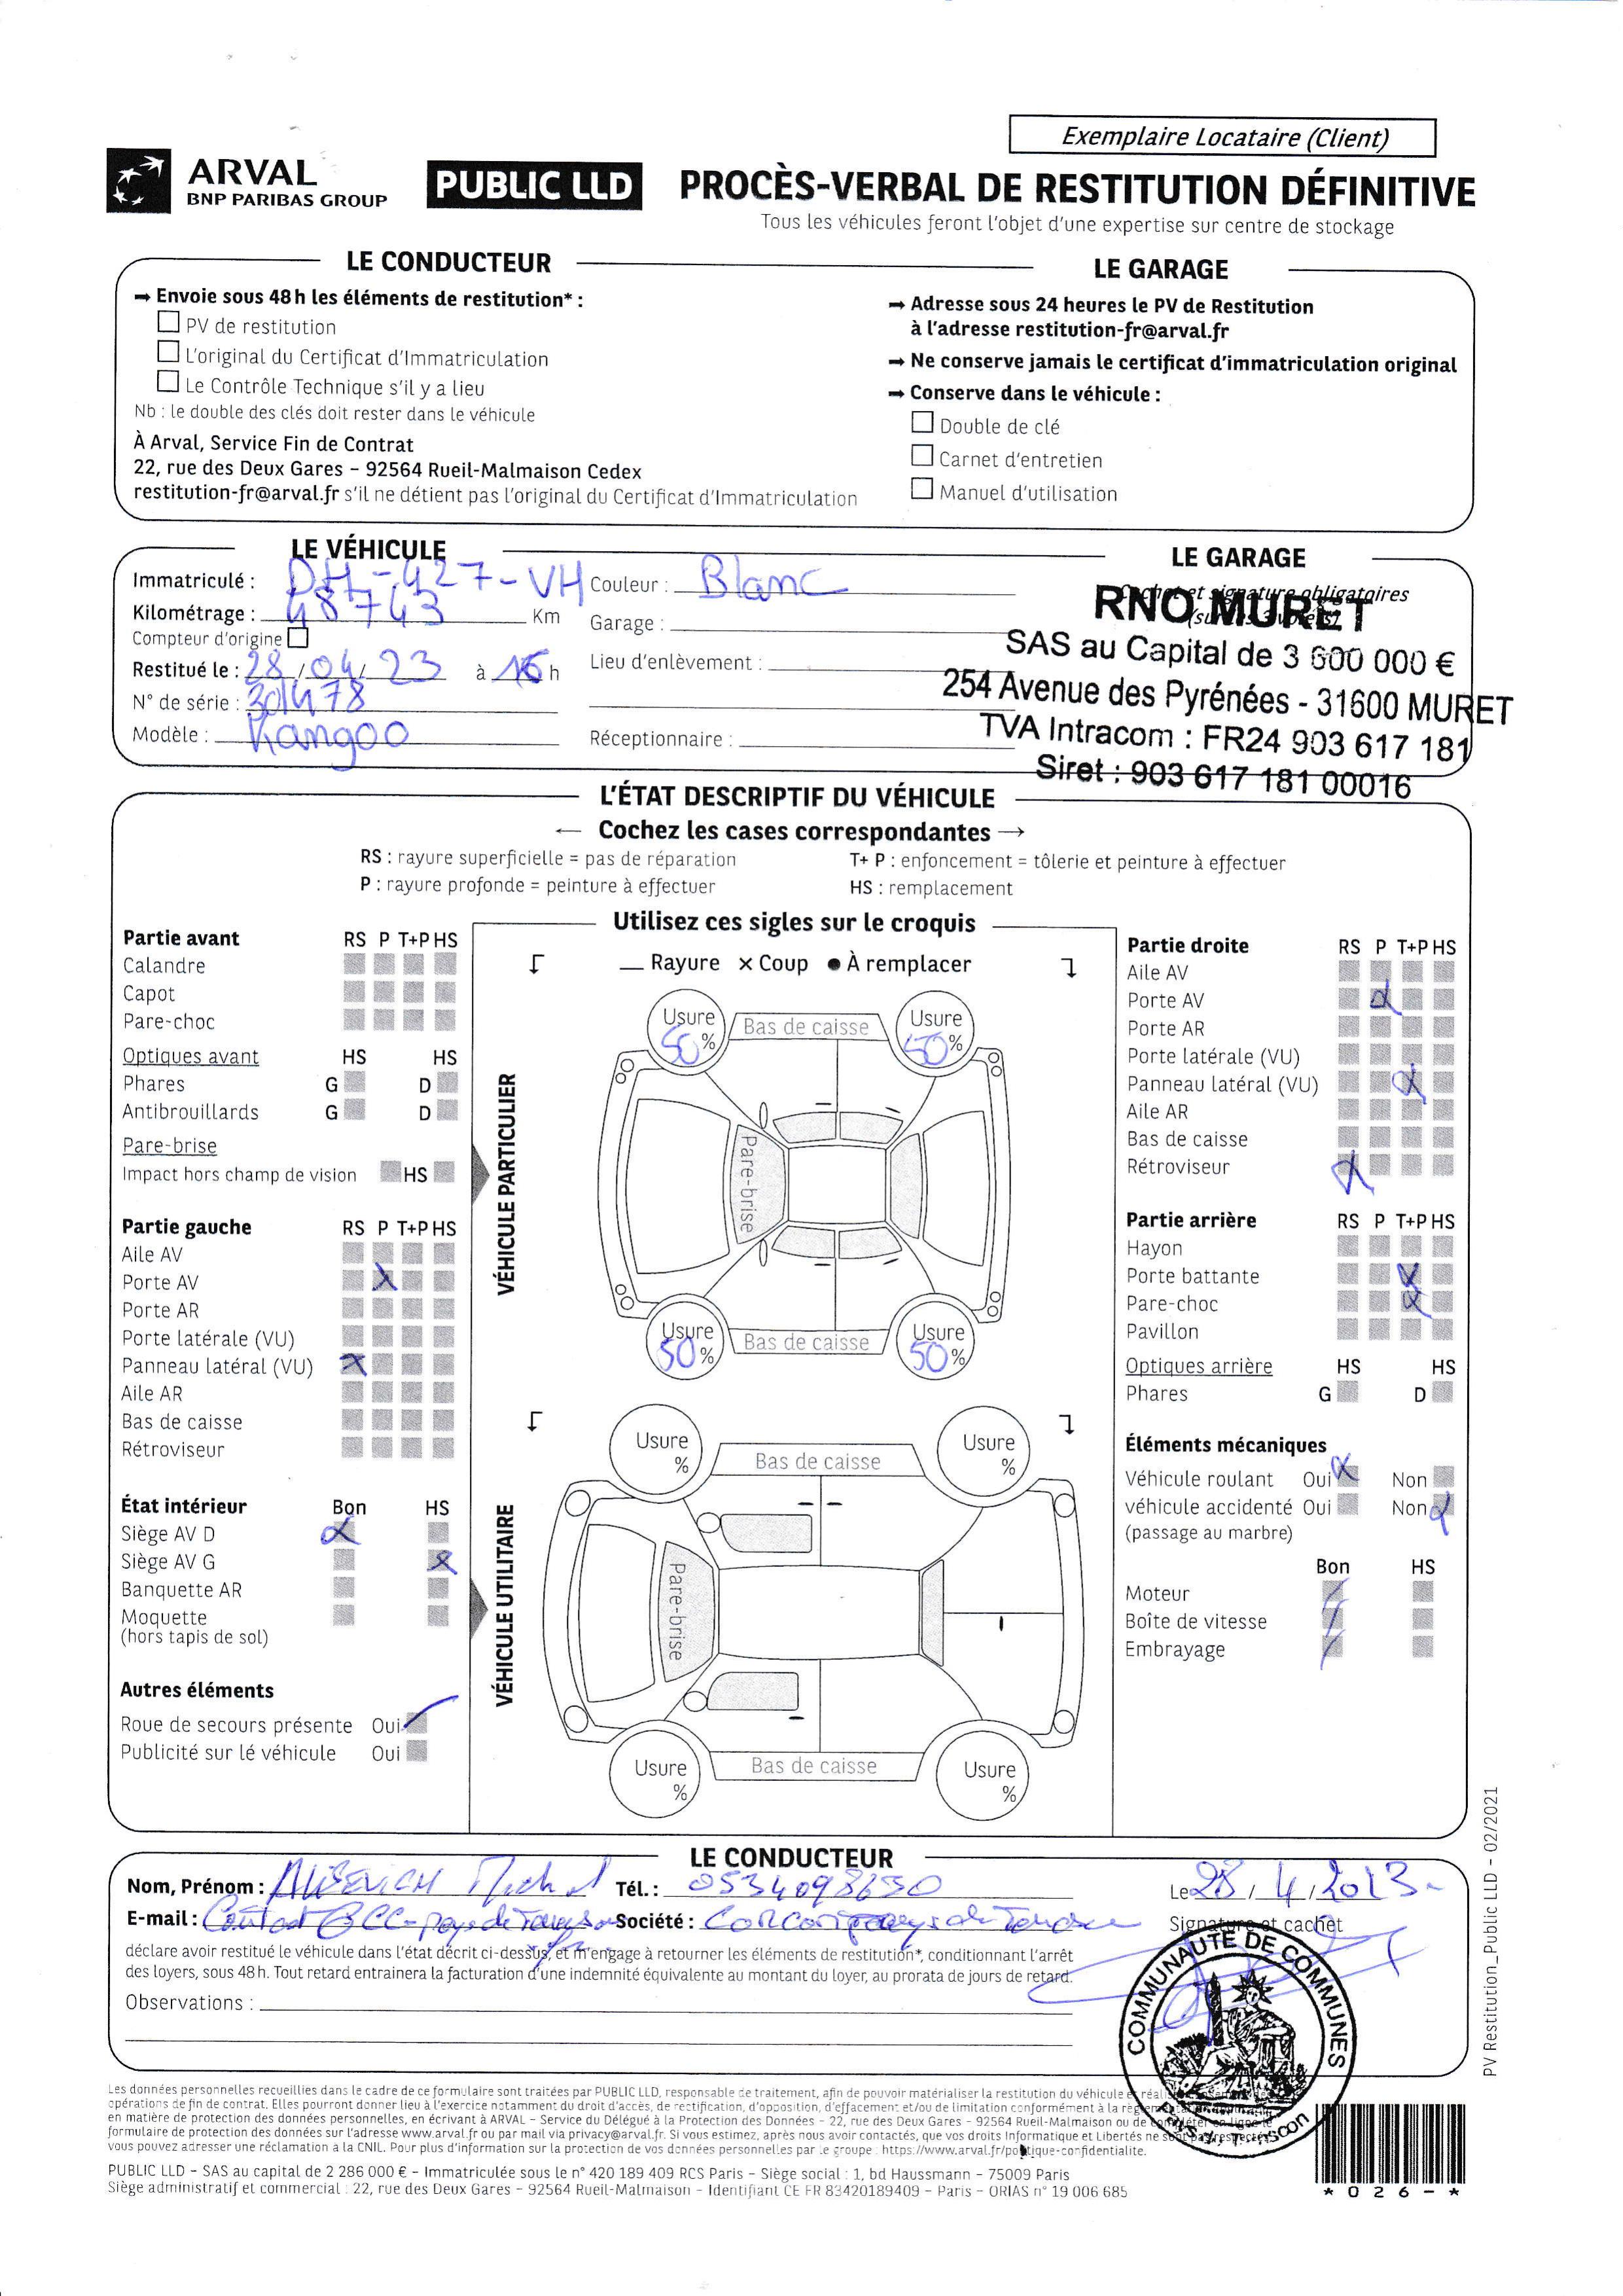 Exemplaire Locataire (Client)
ARVAL
BNP PARIBAS GROUP
PUBLIC LLD
PROCÈS-VERBAL DE RESTITUTION DÉFINITIVE
Tous les véhicules feront l'objet d'une expertise sur centre de stockage
LE CONDUCTEUR
➞ Envoie sous 48 h les éléments de restitution* :
PV de restitution
L'original du Certificat d'Immatriculation
Le Contrôle Technique s'il y a lieu
Nb : le double des clés doit rester dans le véhicule
À Arval, Service Fin de Contrat
22, rue des Deux Gares – 92564 Rueil-Malmaison Cedex
restitution-fr@arval.fr s'il ne détient pas l'original du Certificat d'Immatriculation
LE GARAGE
➞ Adresse sous 24 heures le PV de Restitution
à l'adresse restitution-fr@arval.fr
➞ Ne conserve jamais le certificat d'immatriculation original
➞ Conserve dans le véhicule :
Double de clé
Carnet d'entretien
Manuel d'utilisation
LE VÉHICULE
Immatriculé : DH-427-VH
Kilométrage : 48743 Km
Compteur d'origine
Restitué le : 28/04/23 à 16 h
N° de série : 301478
Modèle : Kangoo
Couleur : Blanc
Garage :
Lieu d'enlèvement :
Réceptionnaire :
LE GARAGE
Cachet et signature obligatoires
RNO MURET
SAS au Capital de 3 600 000 €
254 Avenue des Pyrénées - 31600 MURET
TVA Intracom : FR24 903 617 181
Siret : 903 617 181 00016
L'ÉTAT DESCRIPTIF DU VÉHICULE
← Cochez les cases correspondantes →
RS : rayure superficielle = pas de réparation
T+ P : enfoncement = tôlerie et peinture à effectuer
P : rayure profonde = peinture à effectuer
HS : remplacement
Utilisez ces sigles sur le croquis
— Rayure × Coup ● À remplacer
Partie avant RS P T+P HS
Calandre
Capot
Pare-choc
Optiques avant HS HS
Phares G D
Antibrouillards G D
Pare-brise
Impact hors champ de vision HS
Partie gauche RS P T+P HS
Aile AV
Porte AV
Porte AR
Porte latérale (VU)
Panneau latéral (VU)
Aile AR
Bas de caisse
Rétroviseur
État intérieur Bon HS
Siège AV D
Siège AV G
Banquette AR
Moquette
(hors tapis de sol)
Autres éléments
Roue de secours présente Oui
Publicité sur lé véhicule Oui
VÉHICULE PARTICULIER
Usure 50 %
Bas de caisse
Usure 50 %
Pare-brise
Usure 50 %
Bas de caisse
Usure 50 %
VÉHICULE UTILITAIRE
Usure %
Bas de caisse
Usure %
Pare-brise
Usure %
Bas de caisse
Usure %
Partie droite RS P T+P HS
Aile AV
Porte AV
Porte AR
Porte latérale (VU)
Panneau latéral (VU)
Aile AR
Bas de caisse
Rétroviseur
Partie arrière RS P T+P HS
Hayon
Porte battante
Pare-choc
Pavillon
Optiques arrière HS HS
Phares G D
Éléments mécaniques
Véhicule roulant Oui Non
véhicule accidenté Oui Non
(passage au marbre)
Bon HS
Moteur
Boîte de vitesse
Embrayage
LE CONDUCTEUR
Nom, Prénom :
Tél. : 0534098630
Le 28/4/2013
E-mail :
Société :
Signature et cachet
déclare avoir restitué le véhicule dans l'état décrit ci-dessus, et m'engage à retourner les éléments de restitution*, conditionnant l'arrêt
des loyers, sous 48 h. Tout retard entrainera la facturation d'une indemnité équivalente au montant du loyer, au prorata de jours de retard.
Observations :
COMMUNAUTÉ DE COMMUNES
PV Restitution_Public LLD - 02/2021
Les données personnelles recueillies dans le cadre de ce formulaire sont traitées par PUBLIC LLD, responsable de traitement, afin de pouvoir matérialiser la restitution du véhicule et
opérations de fin de contrat. Elles pourront donner lieu à l'exercice notamment du droit d'accès, de rectification, d'opposition, d'effacement et/ou de limitation conformément à la
en matière de protection des données personnelles, en écrivant à ARVAL – Service du Délégué à la Protection des Données – 22, rue des Deux Gares – 92564 Rueil-Malmaison ou de
formulaire de protection des données sur l'adresse www.arval.fr ou par mail via privacy@arval.fr. Si vous estimez, après nous avoir contactés, que vos droits Informatique et Libertés ne sont pas respectés
vous pouvez adresser une réclamation à la CNIL. Pour plus d'information sur la protection de vos données personnelles par le groupe : https://www.arval.fr/politique-confidentialite.
PUBLIC LLD – SAS au capital de 2 286 000 € – Immatriculée sous le n° 420 189 409 RCS Paris – Siège social : 1, bd Haussmann – 75009 Paris
Siège administratif et commercial : 22, rue des Deux Gares – 92564 Rueil-Malmaison – Identifiant CE FR 83420189409 – Paris – ORIAS n° 19 006 685
* 0 2 6 - *